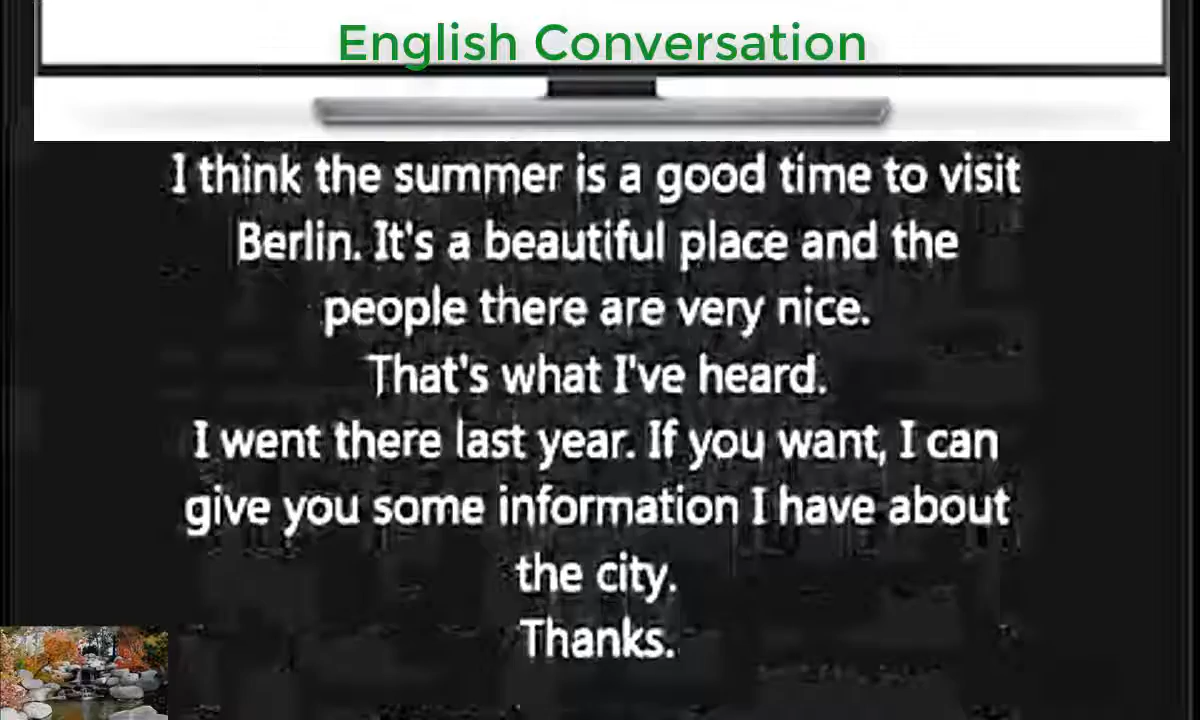 English Conversation
I think the summer is a good time to visit
Berlin. It's a beautiful place and the
people there are very nice.
That's what I've heard.
I went there last year. If you want, I can
give you some information I have about
the city.
Thanks.